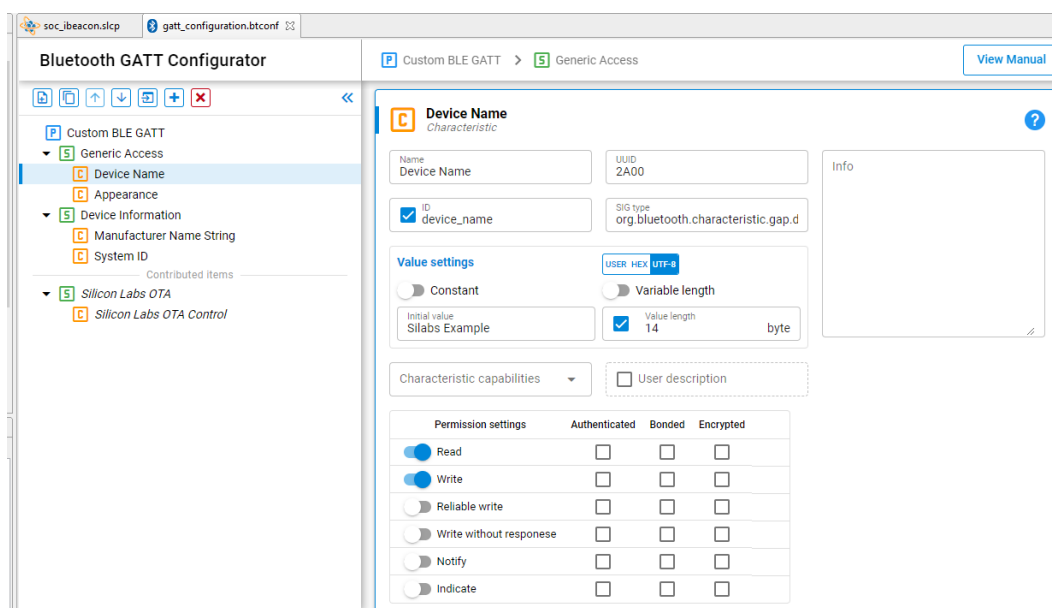 soc_ibeacon.slcp gatt_configuration.btconf
Bluetooth GATT Configurator
P Custom BLE GATT > S Generic Access
View Manual
P Custom BLE GATT
S Generic Access
C Device Name
C Appearance
S Device Information
C Manufacturer Name String
C System ID
Contributed items
S Silicon Labs OTA
C Silicon Labs OTA Control
C Device Name
Characteristic
?
Name
Device Name
UUID
2A00
Info
ID
device_name
SIG type
org.bluetooth.characteristic.gap.d
Value settings
USER HEX UTF-8
Constant
Variable length
Initial value
Silabs Example
Value length
14 byte
Characteristic capabilities
User description
Permission settings Authenticated Bonded Encrypted
Read
Write
Reliable write
Write without responese
Notify
Indicate